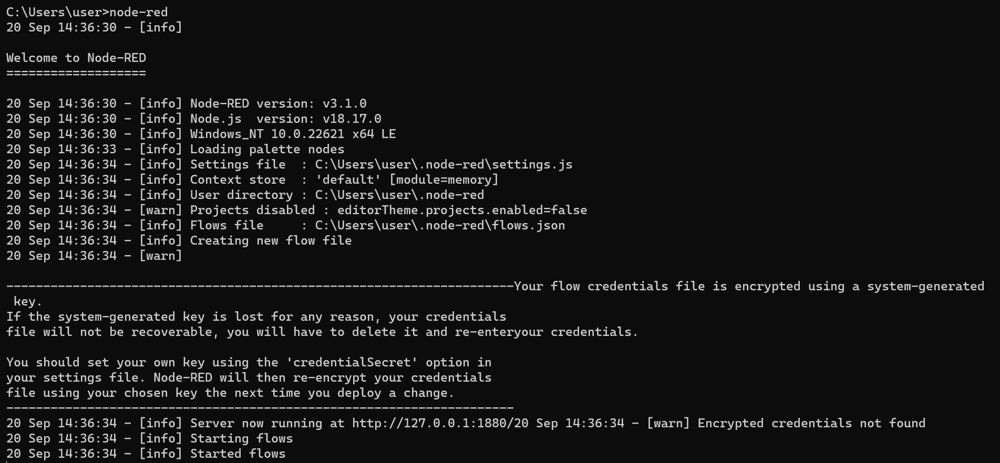 C:\Users\user>node-red
20 Sep 14:36:30 - [info]
Welcome to Node-RED
===================
20 Sep 14:36:30 - [info] Node-RED version: v3.1.0
20 Sep 14:36:30 - [info] Node.js  version: v18.17.0
20 Sep 14:36:30 - [info] Windows_NT 10.0.22621 x64 LE
20 Sep 14:36:33 - [info] Loading palette nodes
20 Sep 14:36:34 - [info] Settings file  : C:\Users\user\.node-red\settings.js
20 Sep 14:36:34 - [info] Context store  : 'default' [module=memory]
20 Sep 14:36:34 - [info] User directory : C:\Users\user\.node-red
20 Sep 14:36:34 - [warn] Projects disabled : editorTheme.projects.enabled=false
20 Sep 14:36:34 - [info] Flows file     : C:\Users\user\.node-red\flows.json
20 Sep 14:36:34 - [info] Creating new flow file
20 Sep 14:36:34 - [warn]
---------------------------------------------------------------------Your flow credentials file is encrypted using a system-generated
 key.
If the system-generated key is lost for any reason, your credentials
file will not be recoverable, you will have to delete it and re-enteryour credentials.
You should set your own key using the 'credentialSecret' option in
your settings file. Node-RED will then re-encrypt your credentials
file using your chosen key the next time you deploy a change.
---------------------------------------------------------------------
20 Sep 14:36:34 - [info] Server now running at http://127.0.0.1:1880/20 Sep 14:36:34 - [warn] Encrypted credentials not found
20 Sep 14:36:34 - [info] Starting flows
20 Sep 14:36:34 - [info] Started flows